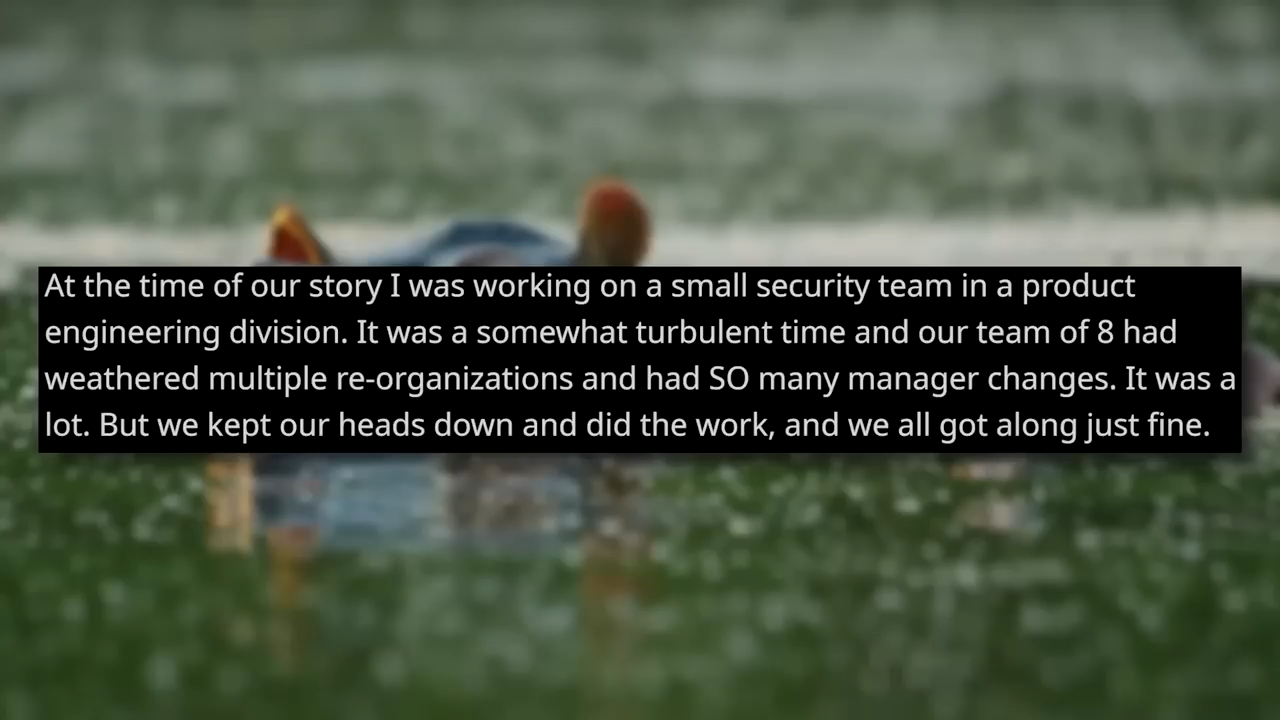 At the time of our story I was working on a small security team in a product
engineering division. It was a somewhat turbulent time and our team of 8 had
weathered multiple re-organizations and had SO many manager changes. It was a
lot. But we kept our heads down and did the work, and we all got along just fine.